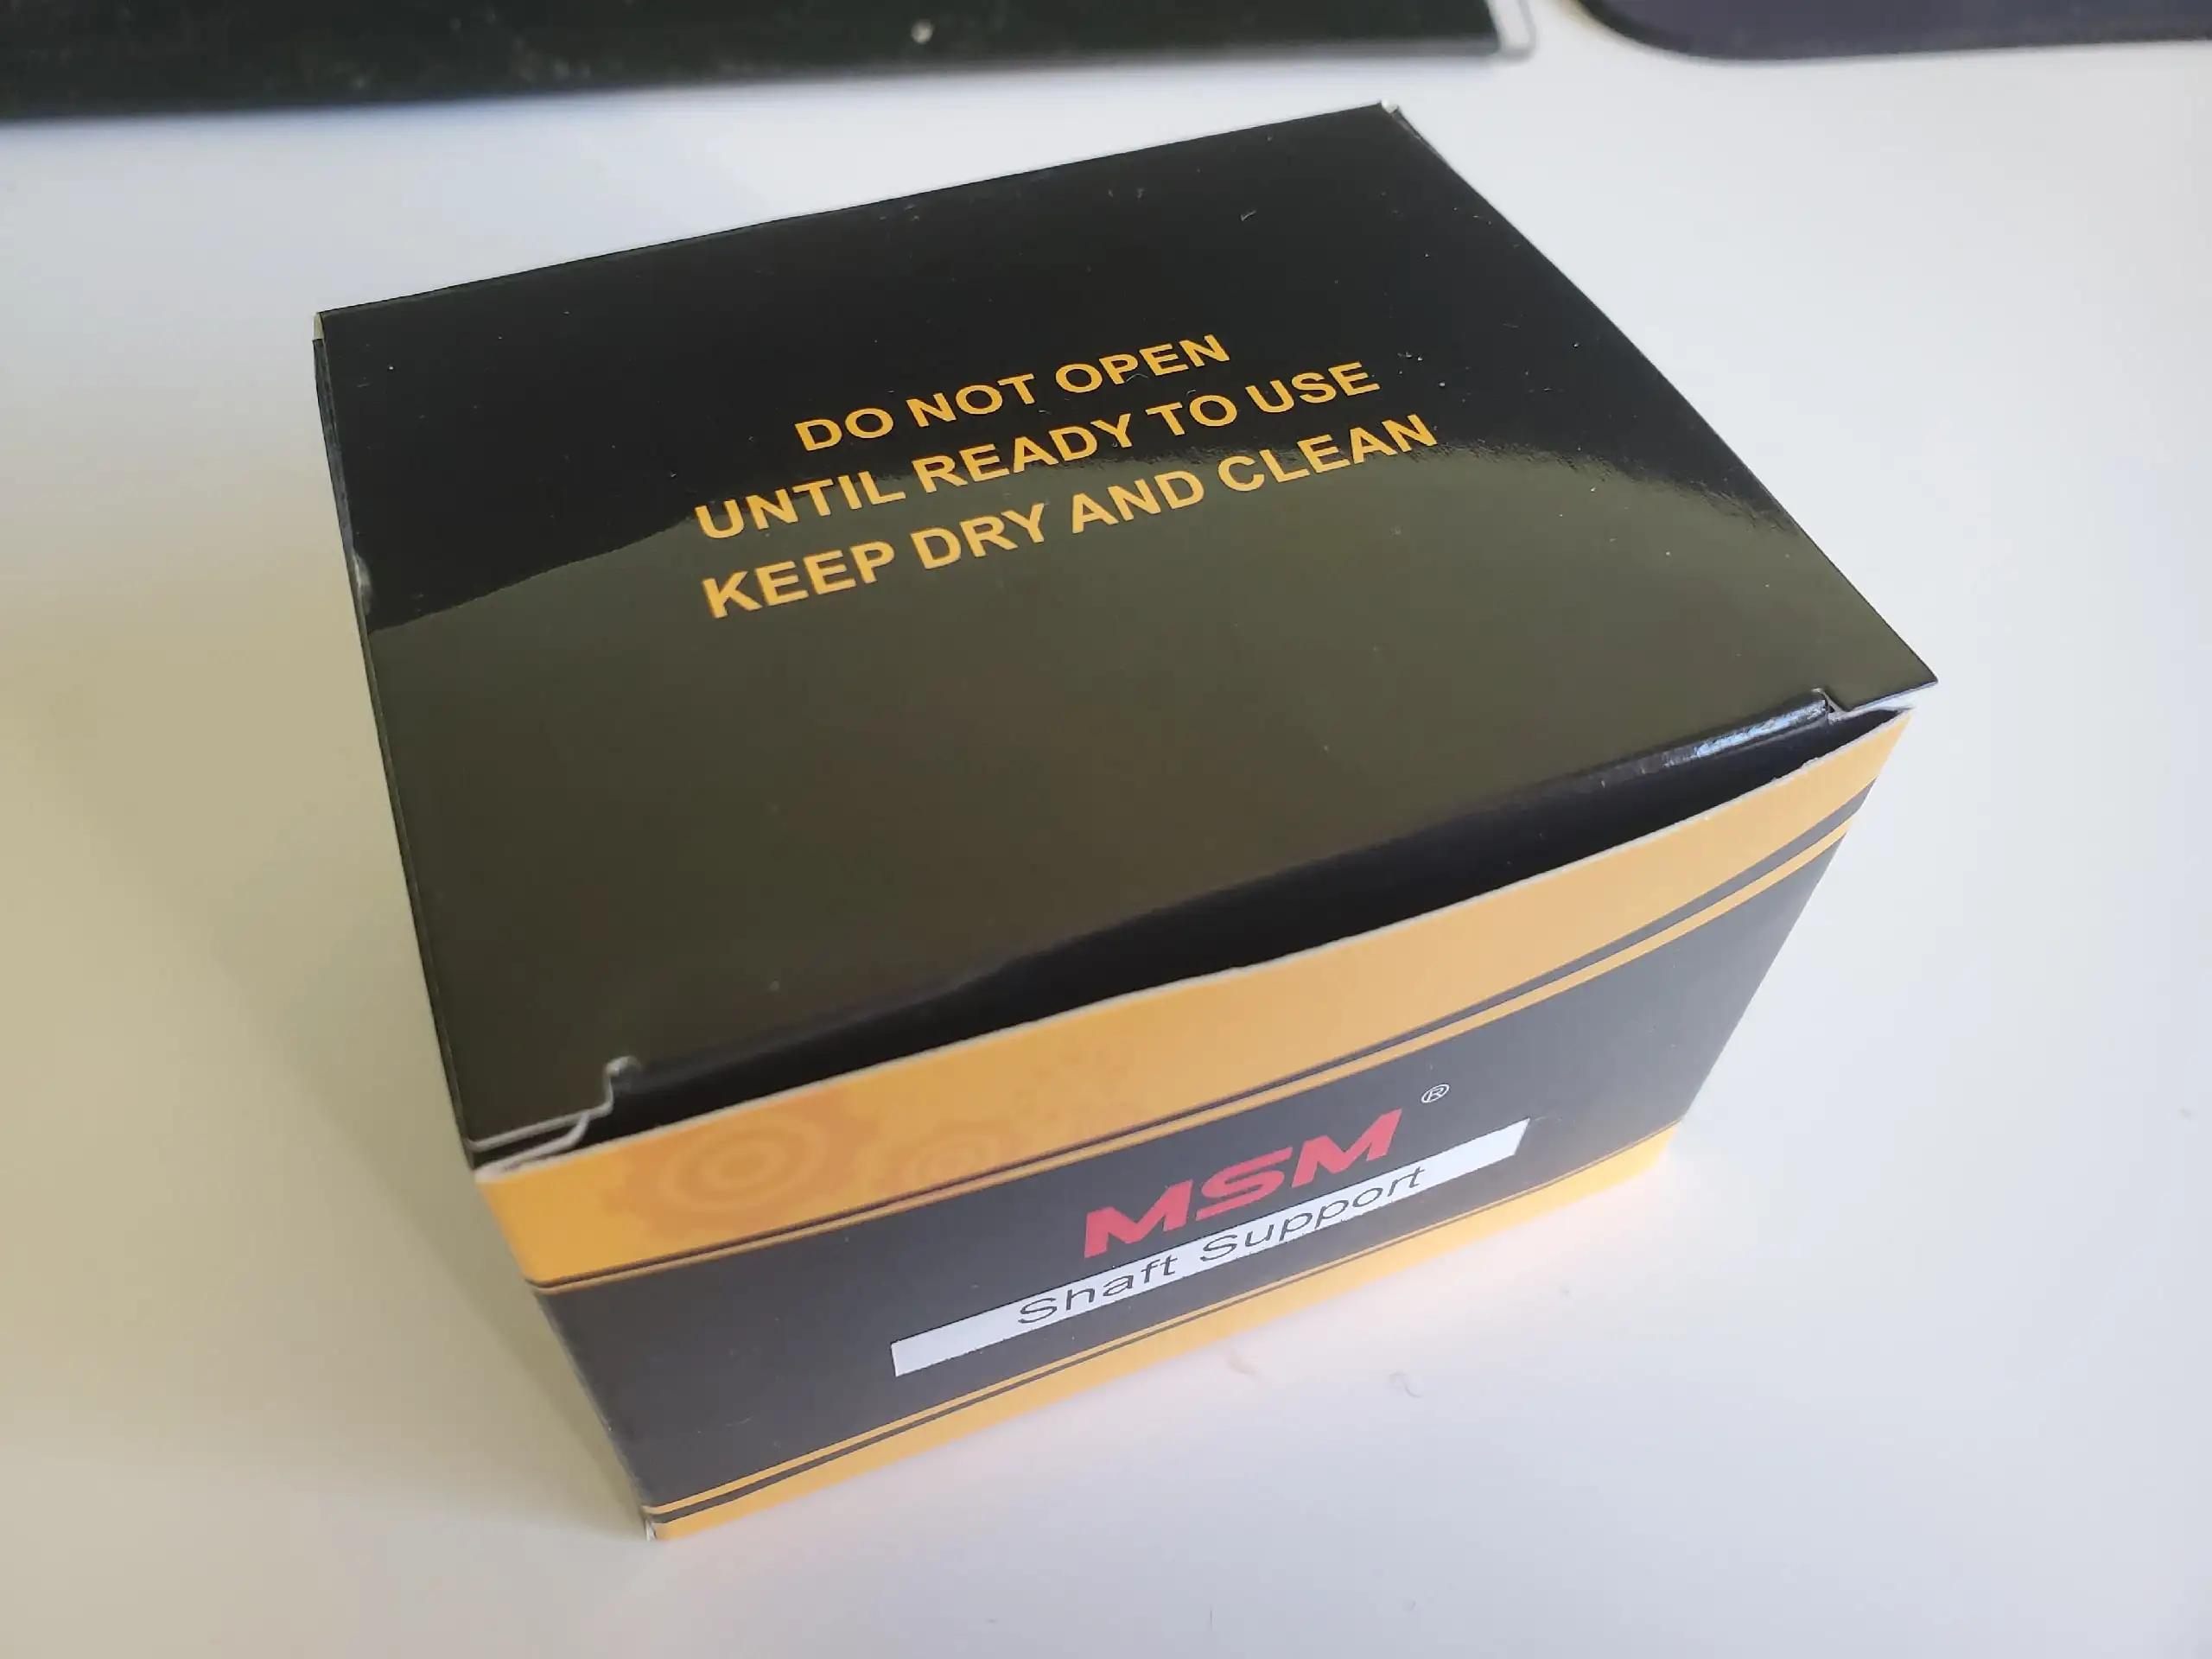 DO NOT OPEN
UNTIL READY TO USE
KEEP DRY AND CLEAN
MSM ®
Shaft Support